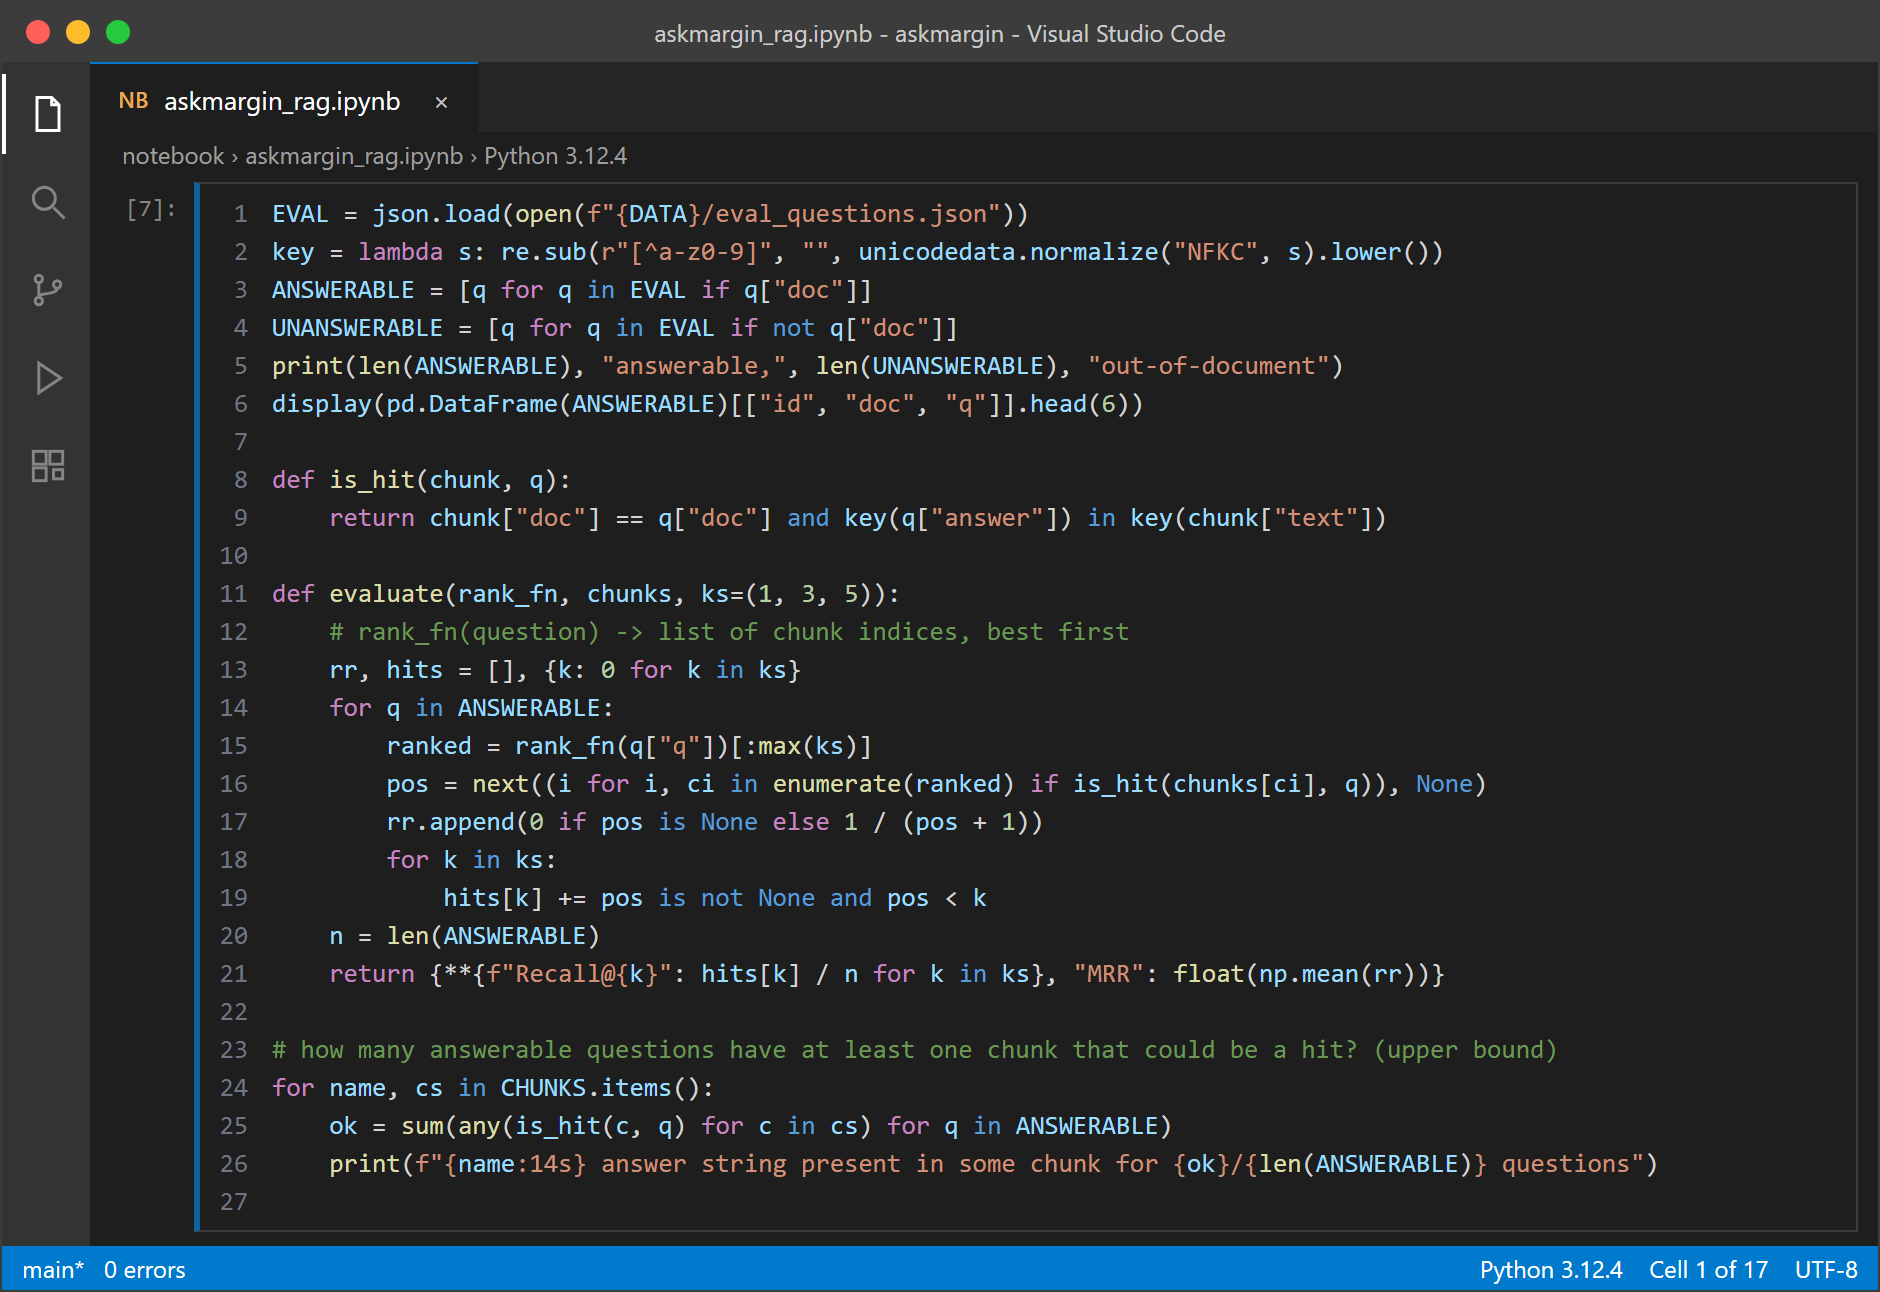 askmargin_rag.ipynb - askmargin - Visual Studio Code
NB askmargin_rag.ipynb ×
notebook › askmargin_rag.ipynb › Python 3.12.4
[7]:
1 EVAL = json.load(open(f"{DATA}/eval_questions.json"))
2 key = lambda s: re.sub(r"[^a-z0-9]", "", unicodedata.normalize("NFKC", s).lower())
3 ANSWERABLE = [q for q in EVAL if q["doc"]]
4 UNANSWERABLE = [q for q in EVAL if not q["doc"]]
5 print(len(ANSWERABLE), "answerable,", len(UNANSWERABLE), "out-of-document")
6 display(pd.DataFrame(ANSWERABLE)[["id", "doc", "q"]].head(6))
7
8 def is_hit(chunk, q):
9     return chunk["doc"] == q["doc"] and key(q["answer"]) in key(chunk["text"])
10
11 def evaluate(rank_fn, chunks, ks=(1, 3, 5)):
12     # rank_fn(question) -> list of chunk indices, best first
13     rr, hits = [], {k: 0 for k in ks}
14     for q in ANSWERABLE:
15         ranked = rank_fn(q["q"])[:max(ks)]
16         pos = next((i for i, ci in enumerate(ranked) if is_hit(chunks[ci], q)), None)
17         rr.append(0 if pos is None else 1 / (pos + 1))
18         for k in ks:
19             hits[k] += pos is not None and pos < k
20     n = len(ANSWERABLE)
21     return {**{f"Recall@{k}": hits[k] / n for k in ks}, "MRR": float(np.mean(rr))}
22
23 # how many answerable questions have at least one chunk that could be a hit? (upper bound)
24 for name, cs in CHUNKS.items():
25     ok = sum(any(is_hit(c, q) for c in cs) for q in ANSWERABLE)
26     print(f"{name:14s} answer string present in some chunk for {ok}/{len(ANSWERABLE)} questions")
27
main* 0 errors Python 3.12.4 Cell 1 of 17 UTF-8